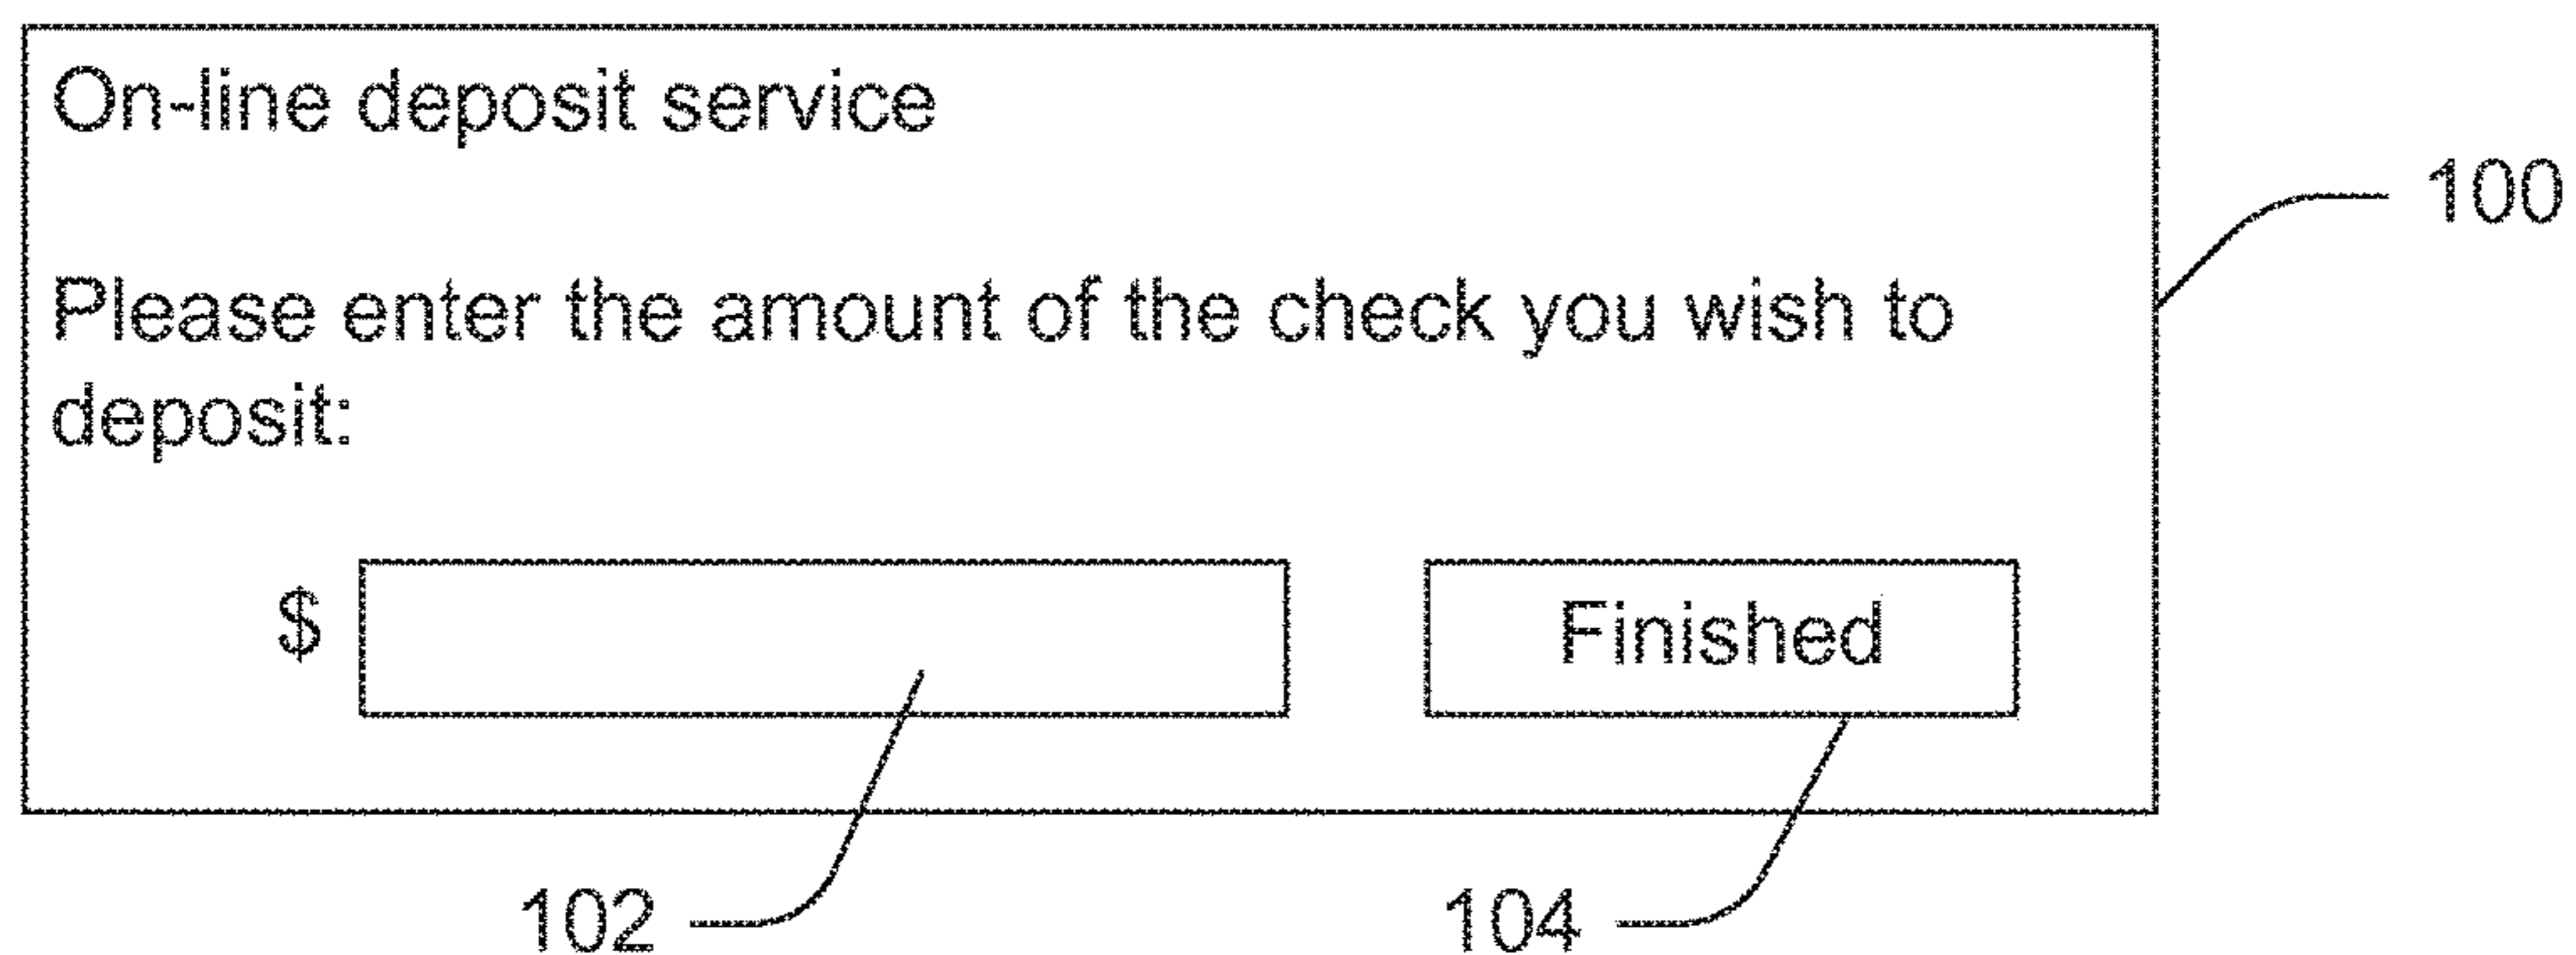 On-line deposit service
100
Please enter the amount of the check you wish to
deposit:
$
Finished
102
104